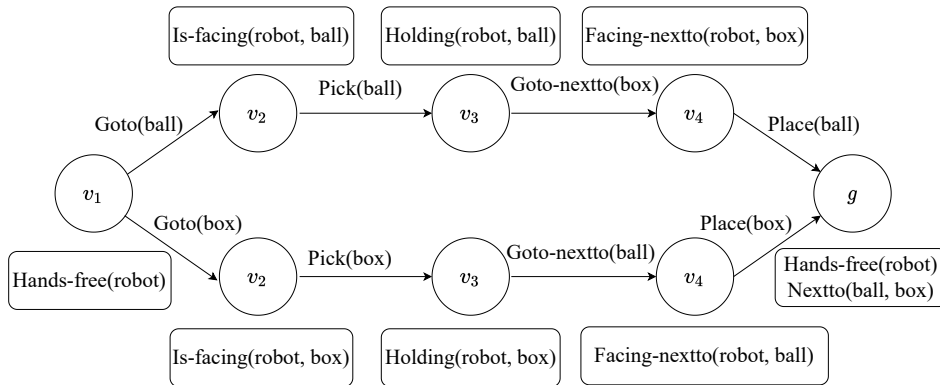 Is-facing(robot, ball)
Holding(robot, ball)
Facing-nextto(robot, box)
v₂
Pick(ball)
v₃
Goto-nextto(box)
v₄
Goto(ball)
Place(ball)
v₁
g
Goto(box)
Place(box)
Hands-free(robot)
v₂
Pick(box)
v₃
Goto-nextto(ball)
v₄
Hands-free(robot)
Nextto(ball, box)
Is-facing(robot, box)
Holding(robot, box)
Facing-nextto(robot, ball)